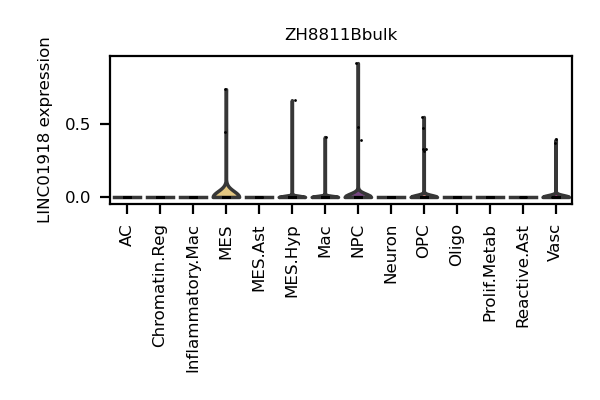 ZH8811Bbulk
LINC01918 expression
0.5
0.0
AC
Chromatin.Reg
Inflammatory.Mac
MES
MES.Ast
MES.Hyp
Mac
NPC
Neuron
OPC
Oligo
Prolif.Metab
Reactive.Ast
Vasc